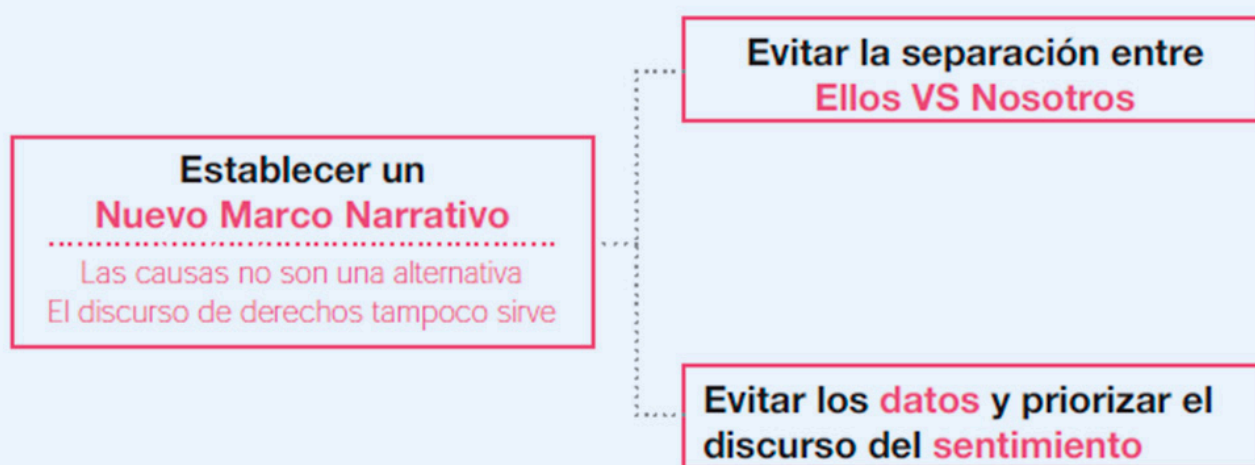 Establecer un
Nuevo Marco Narrativo
Las causas no son una alternativa
El discurso de derechos tampoco sirve
Evitar la separación entre
Ellos VS Nosotros
Evitar los datos y priorizar el
discurso del sentimiento